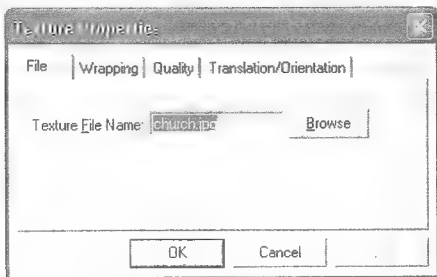 Texture Properties
File Wrapping Quality Translation/Orientation
Texture File Name: church.jpg Browse
OK Cancel